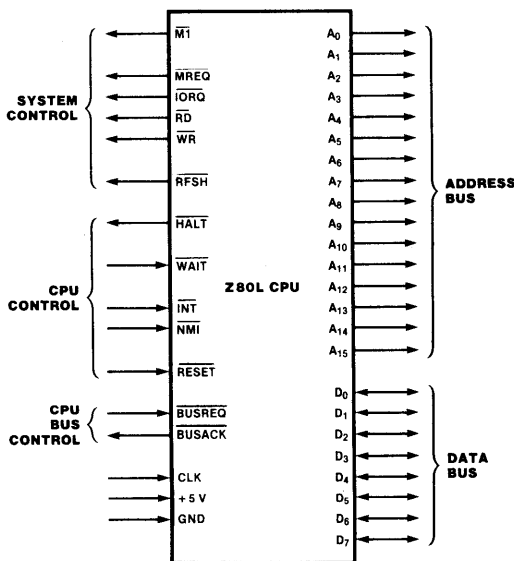 SYSTEM
CONTROL
M1
MREQ
IORQ
RD
WR
RFSH
CPU
CONTROL
HALT
WAIT
INT
NMI
RESET
CPU
BUS
CONTROL
BUSREQ
BUSACK
CLK
+5 V
GND
Z80L CPU
A0
A1
A2
A3
A4
A5
A6
A7
A8
A9
A10
A11
A12
A13
A14
A15
ADDRESS
BUS
D0
D1
D2
D3
D4
D5
D6
D7
DATA
BUS